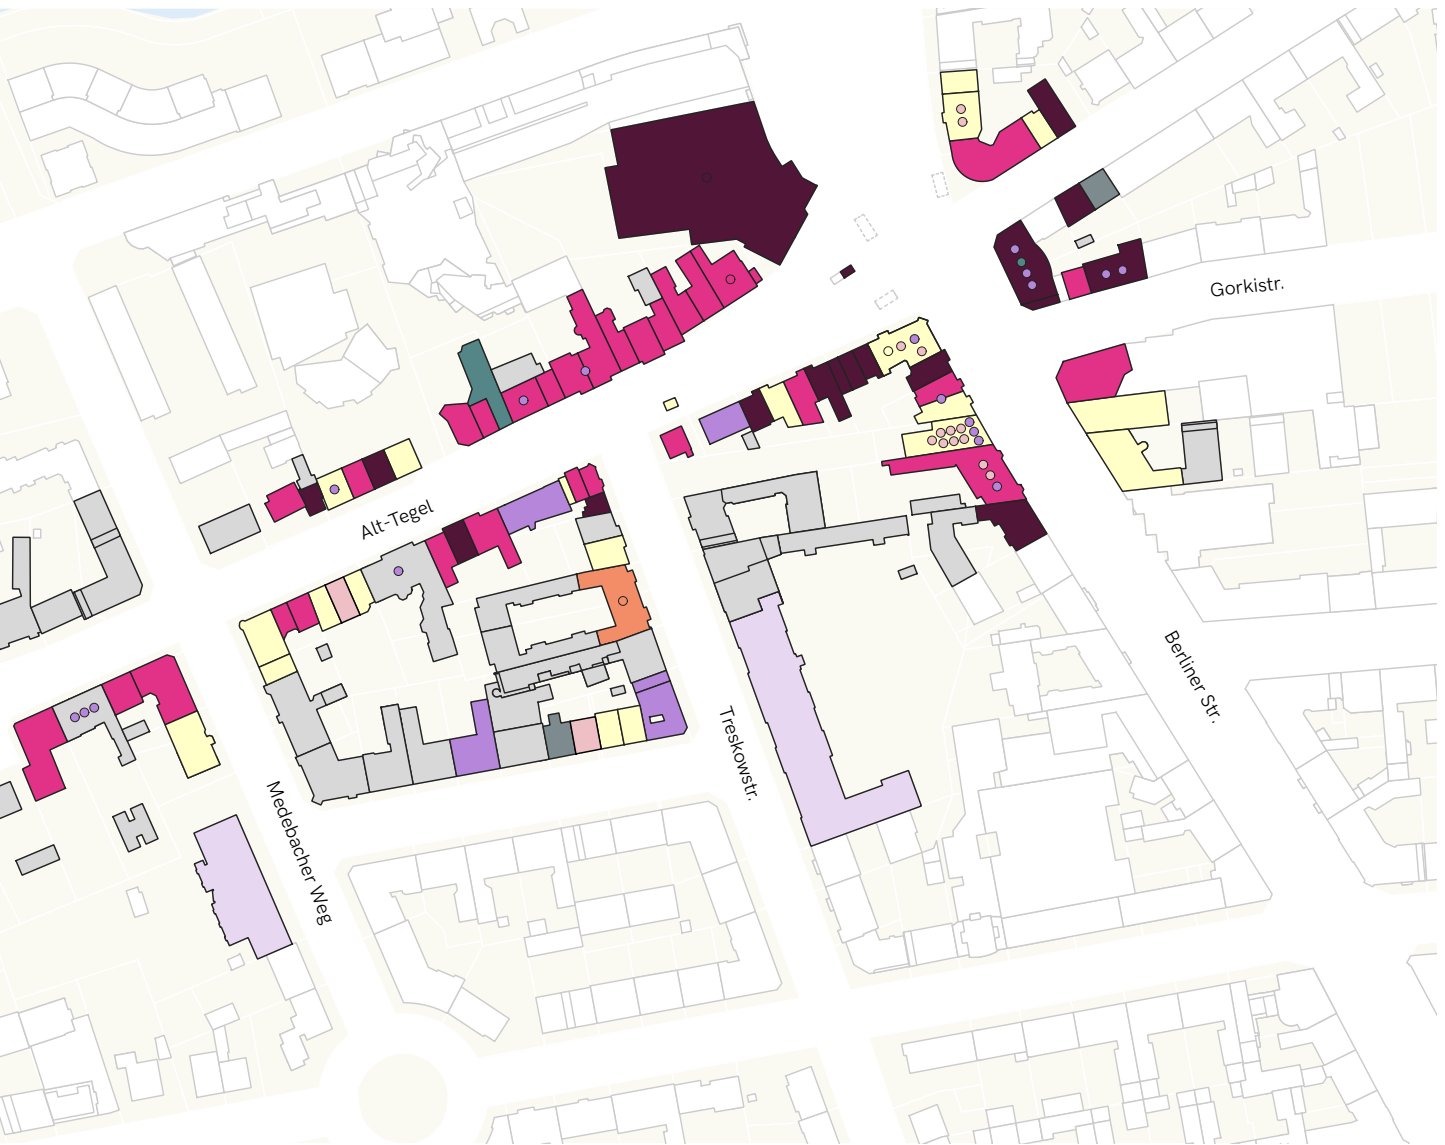 Gorkistr.
Alt-Tegel
Berliner Str.
Treskowstr.
Medebacher Weg